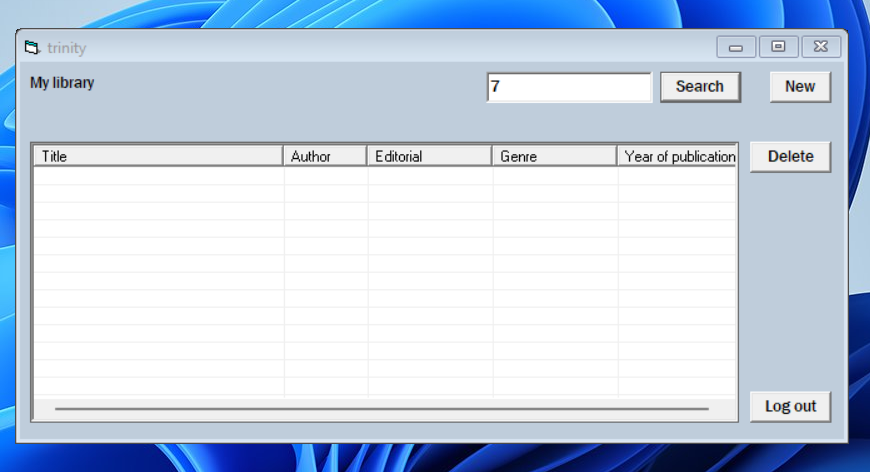 trinity
My library
7
Search
New
Title
Author
Editorial
Genre
Year of publication
Delete
Log out